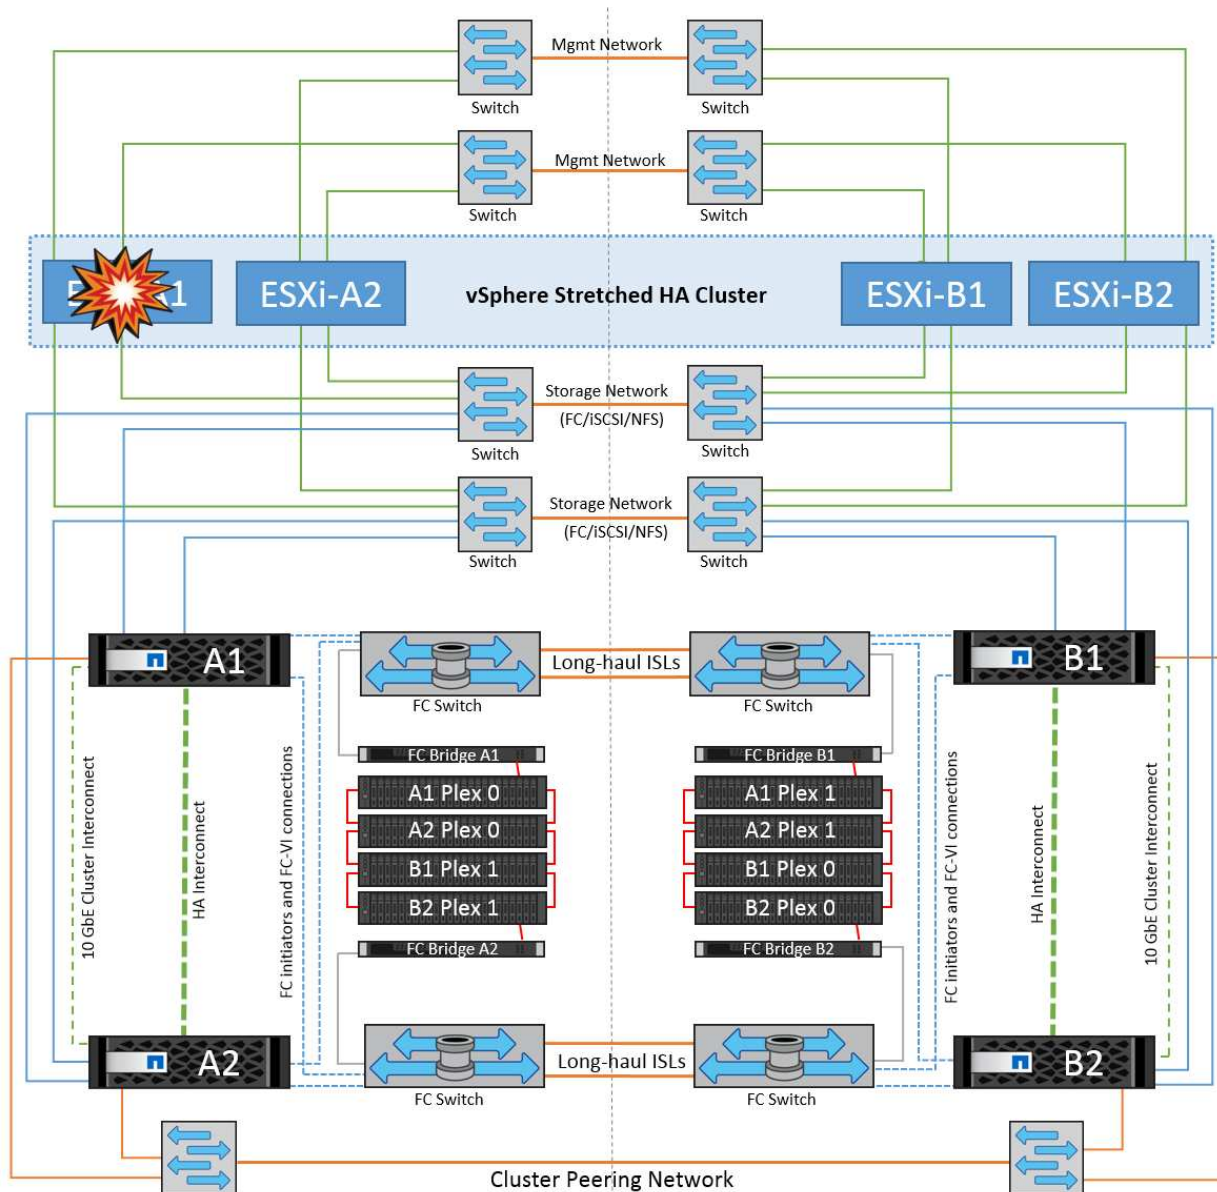 Mgmt Network
Switch
Switch
Mgmt Network
Switch
Switch
ESXi-A2
vSphere Stretched HA Cluster
ESXi-B1
ESXi-B2
Storage Network
(FC/iSCSI/NFS)
Switch
Switch
Storage Network
(FC/iSCSI/NFS)
Switch
Switch
A1
B1
Long-haul ISLs
FC Switch
FC Switch
FC Bridge A1
FC Bridge B1
A1 Plex 0
A1 Plex 1
A2 Plex 0
A2 Plex 1
B1 Plex 1
B1 Plex 0
B2 Plex 1
B2 Plex 0
FC Bridge A2
FC Bridge B2
10 GbE Cluster Interconnect
HA Interconnect
FC initiators and FC-VI connections
FC initiators and FC-VI connections
HA Interconnect
10 GbE Cluster Interconnect
A2
B2
Long-haul ISLs
FC Switch
FC Switch
Cluster Peering Network